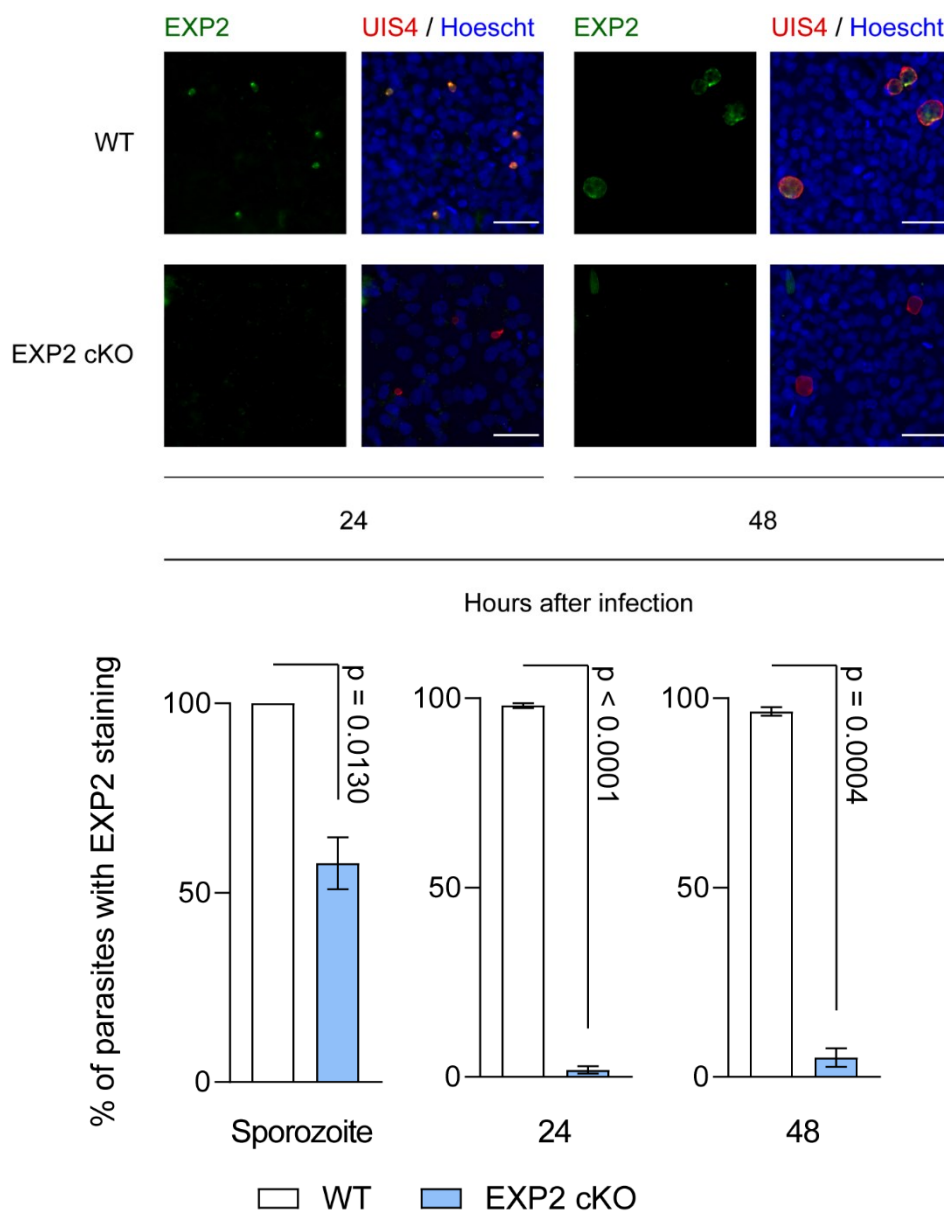 EXP2 UIS4 / Hoescht EXP2 UIS4 / Hoescht
WT
EXP2 cKO
24 48
Hours after infection
% of parasites with EXP2 staining
100
50
0
p = 0.0130
Sporozoite
100
50
0
p < 0.0001
24
100
50
0
p = 0.0004
48
WT EXP2 cKO